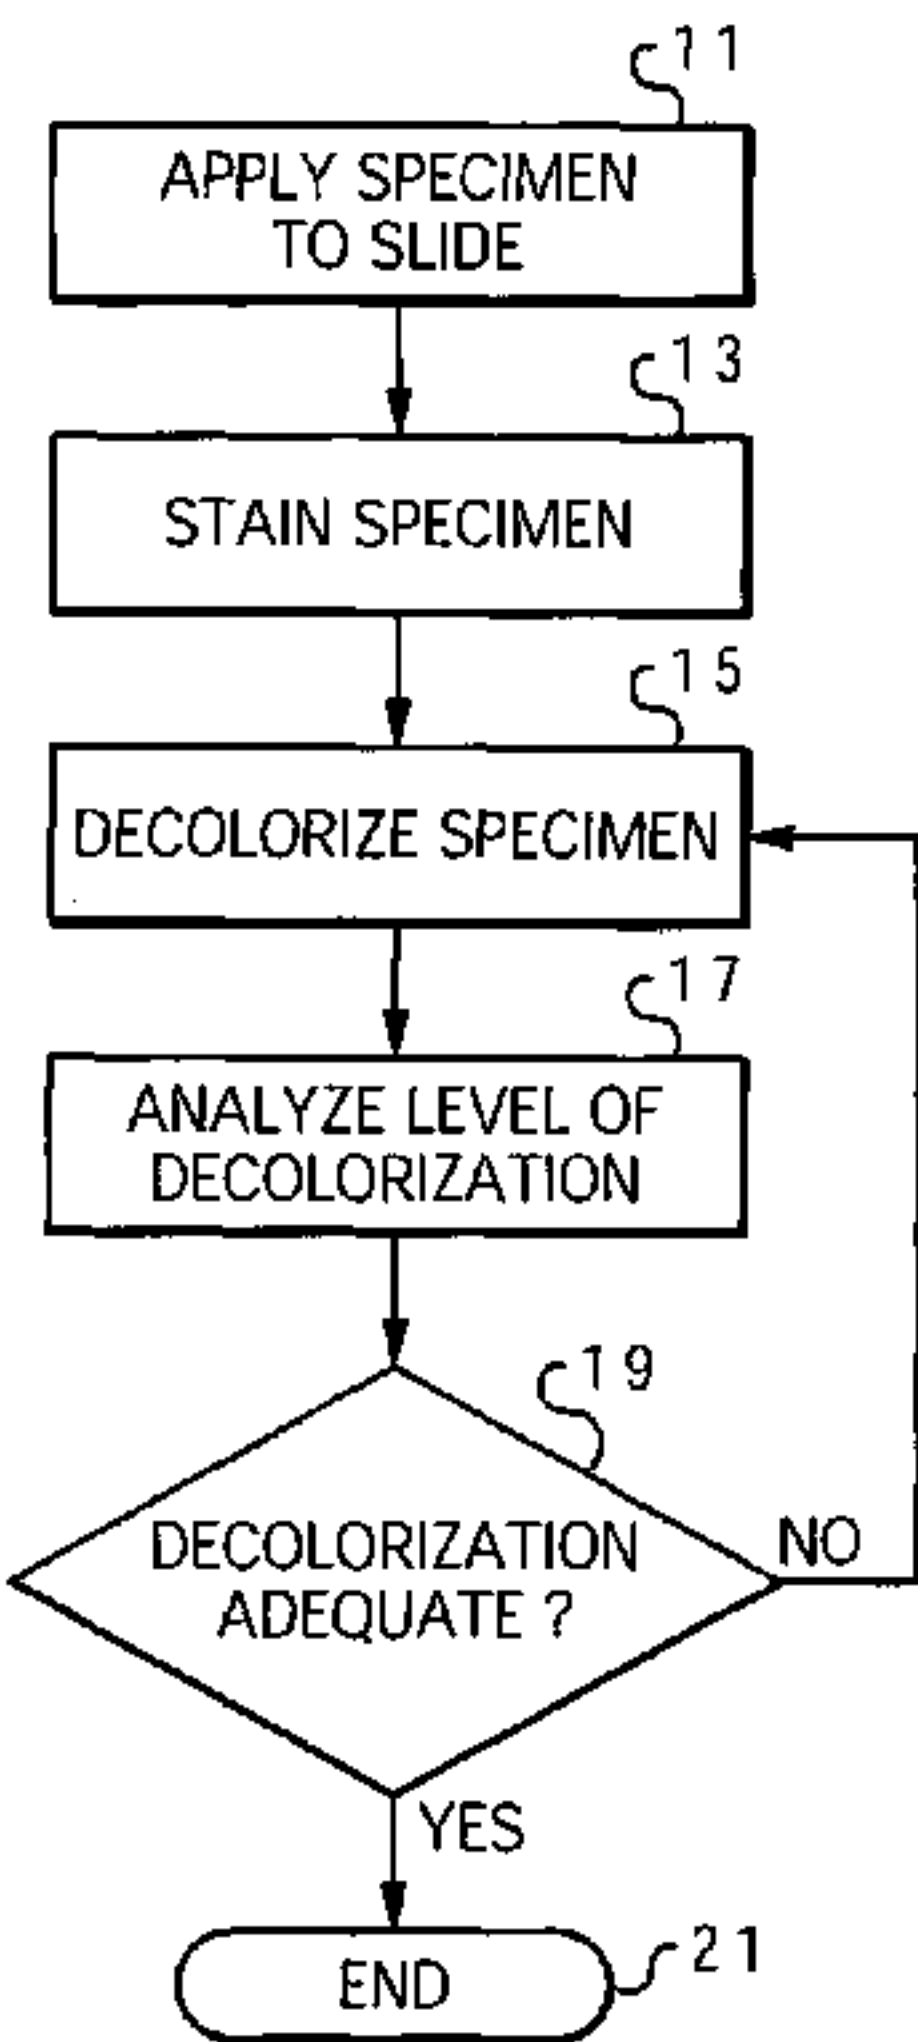 11
APPLY SPECIMEN
TO SLIDE
13
STAIN SPECIMEN
15
DECOLORIZE SPECIMEN
17
ANALYZE LEVEL OF
DECOLORIZATION
19
DECOLORIZATION
ADEQUATE ?
NO
YES
END
21